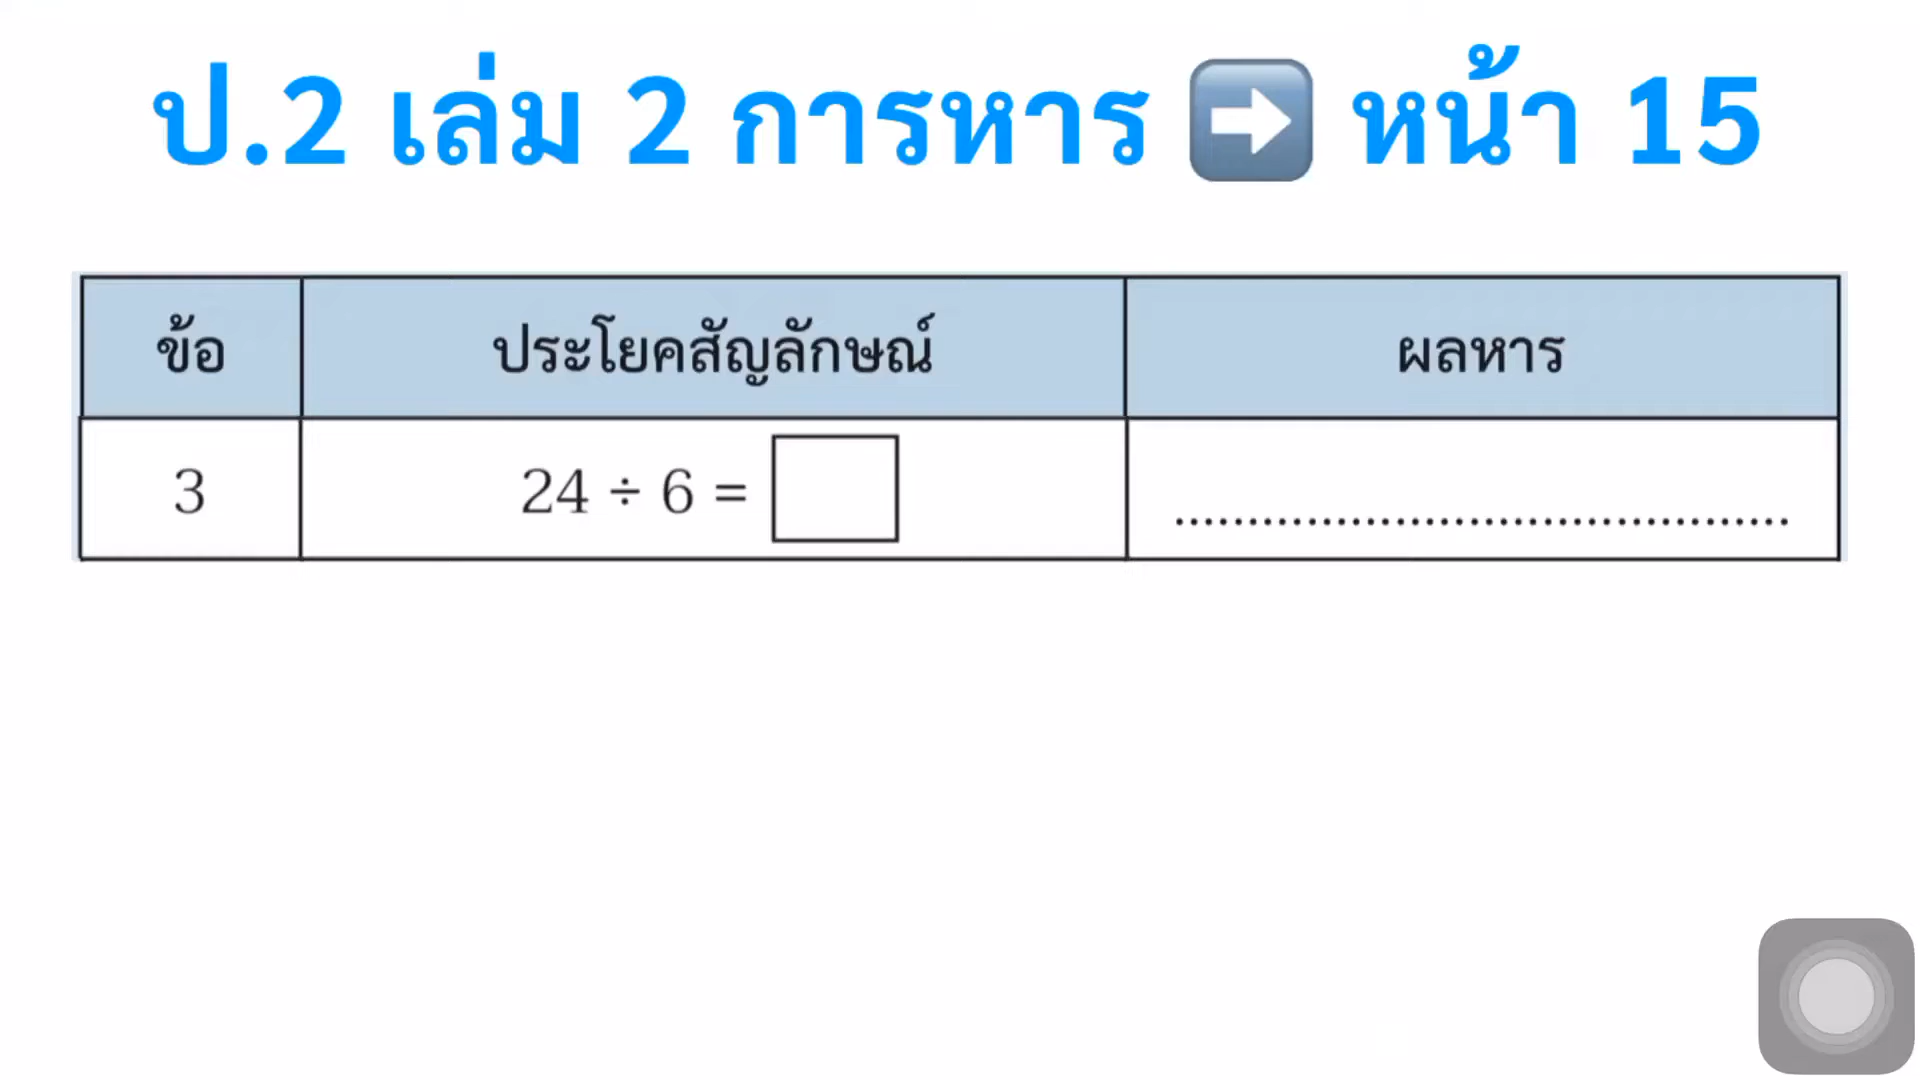 ป.2 เล่ม 2 การหาร ➡️ หน้า 15
ข้อ ประโยคสัญลักษณ์ ผลหาร
3 24 ÷ 6 = □ ..........................................